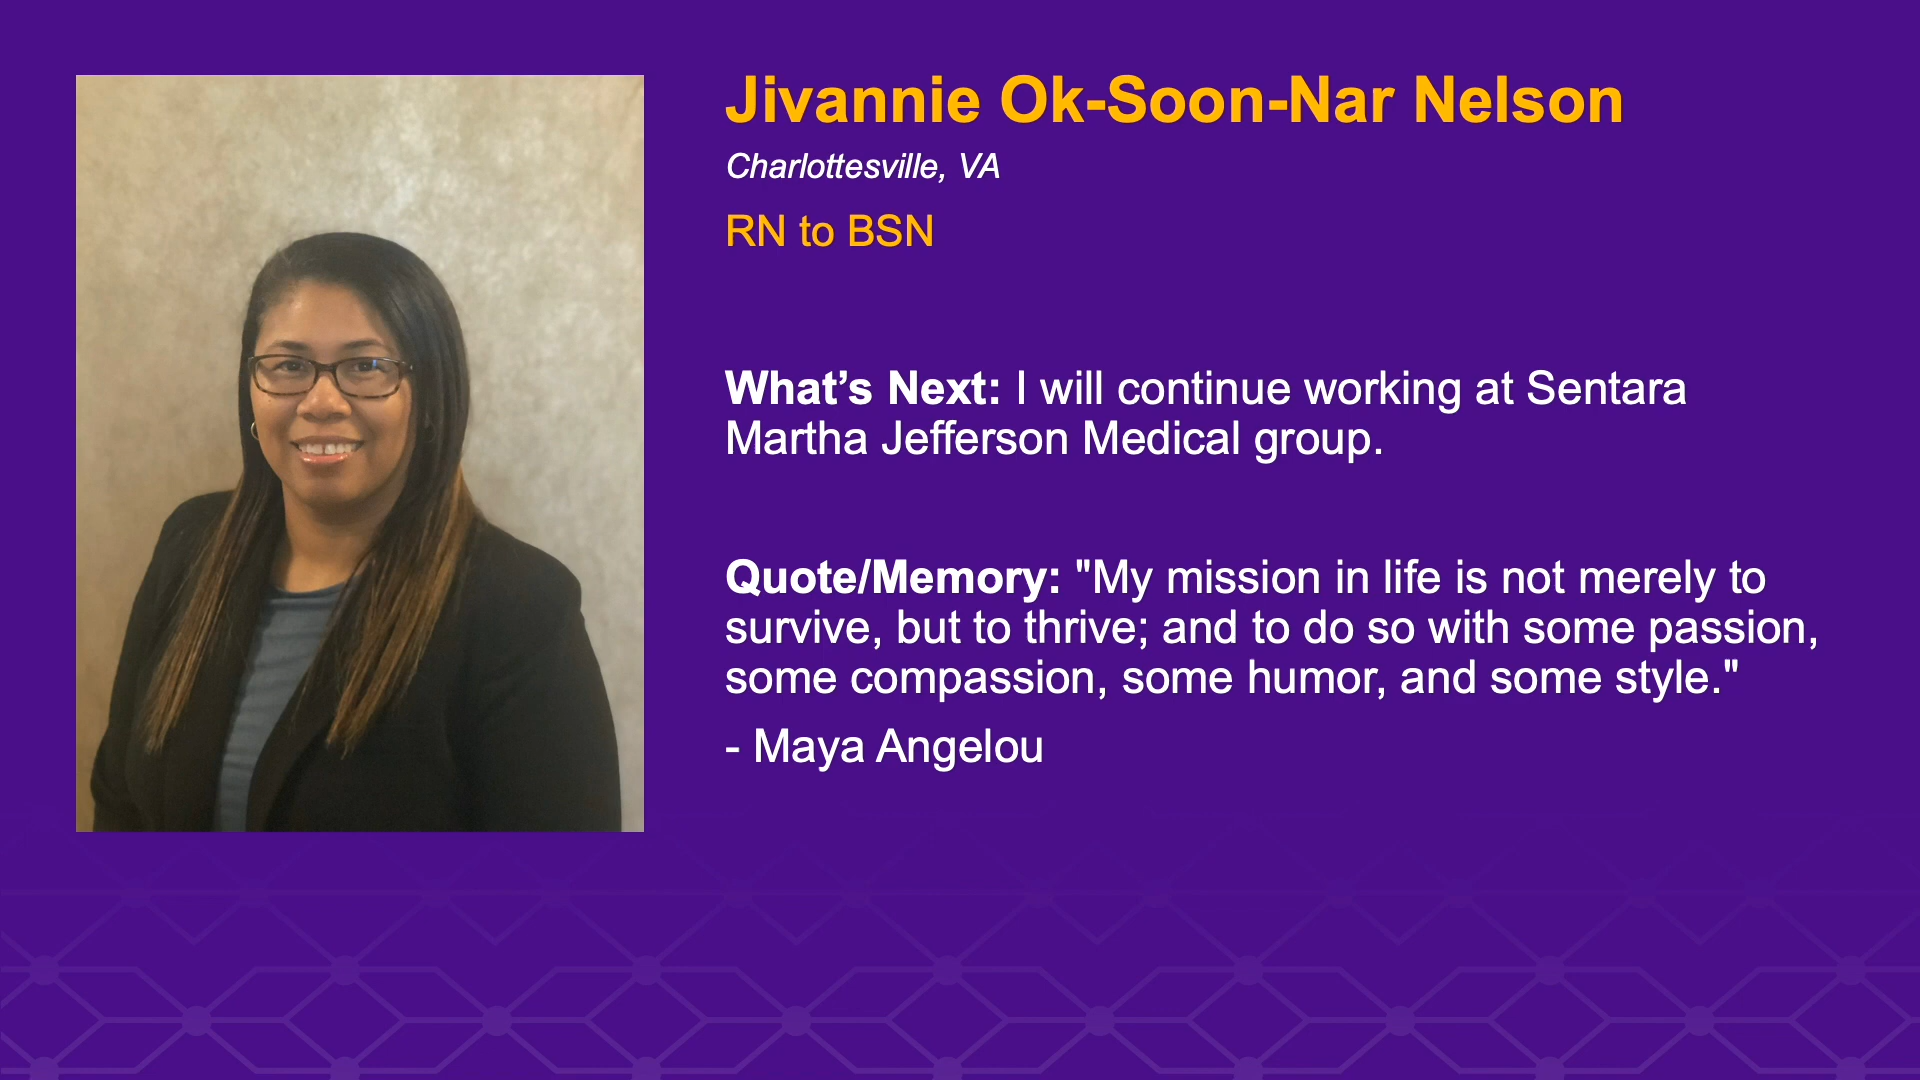 Jivannie Ok-Soon-Nar Nelson
Charlottesville, VA
RN to BSN
What’s Next: I will continue working at Sentara
Martha Jefferson Medical group.
Quote/Memory: "My mission in life is not merely to
survive, but to thrive; and to do so with some passion,
some compassion, some humor, and some style."
- Maya Angelou